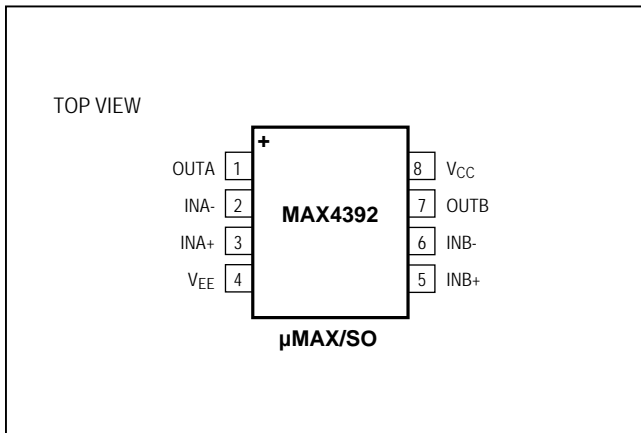 TOP VIEW
+
OUTA 1
INA- 2
INA+ 3
VEE 4
MAX4392
8 VCC
7 OUTB
6 INB-
5 INB+
µMAX/SO